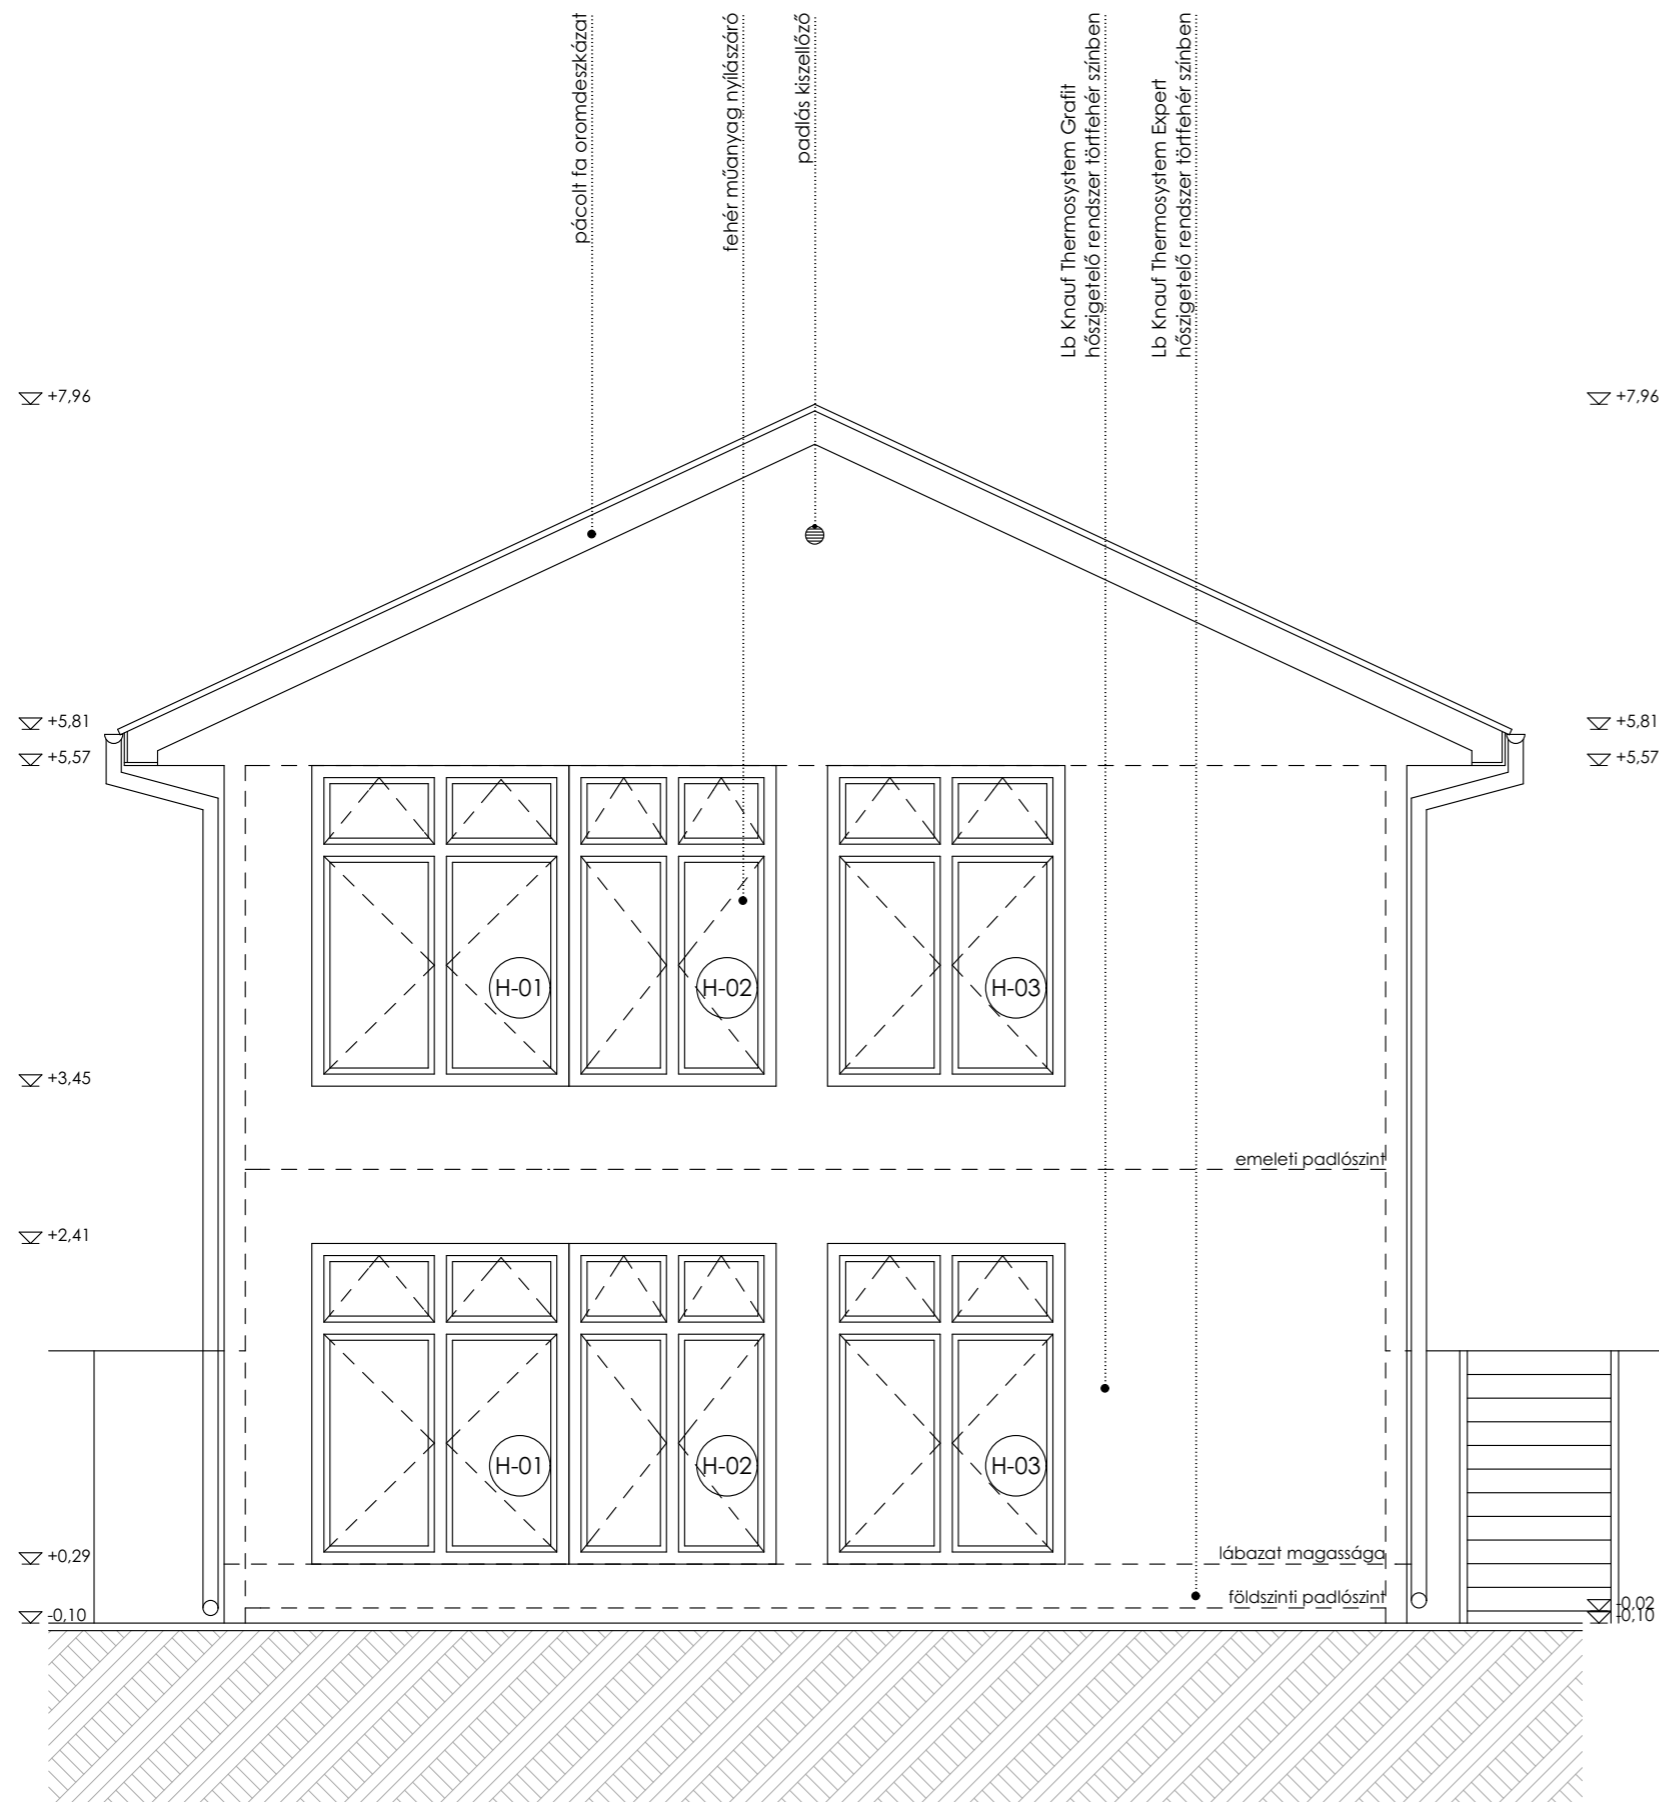 pácolt fa oromdeszkázat
fehér műanyag nyílászáró
padlás kiszellőző
Lb Knauf Thermosystem Grafit
hőszigetelő rendszer törtfehér színben
Lb Knauf Thermosystem Expert
hőszigetelő rendszer törtfehér színben
+7,96
+7,96
+5,81
+5,81
+5,57
+5,57
H-01
H-02
H-03
+3,45
emeleti padlószint
+2,41
H-01
H-02
H-03
+0,29
lábazat magassága
földszinti padlószint
-0,10
-0,02
-0,10